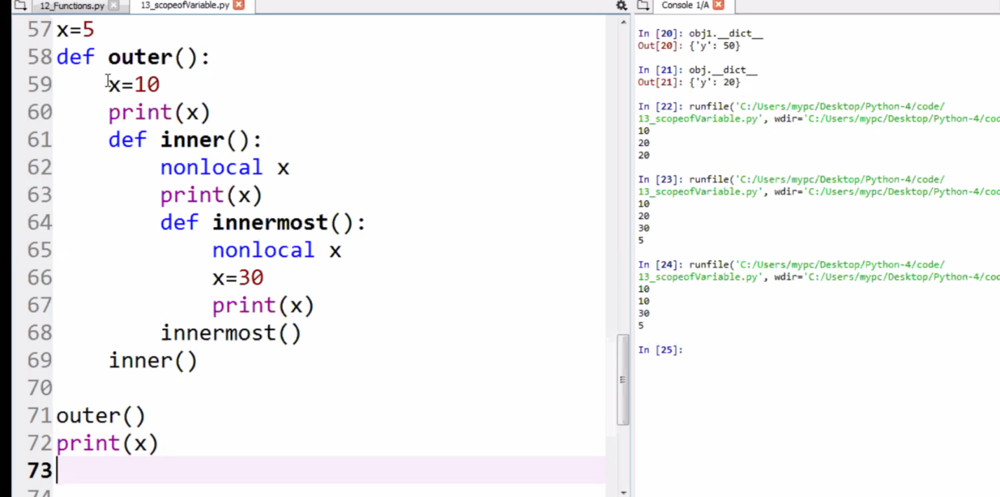 12_Functions.py
13_scopeofVariable.py
57 x=5
58 def outer():
59 x=10
60 print(x)
61 def inner():
62 nonlocal x
63 print(x)
64 def innermost():
65 nonlocal x
66 x=30
67 print(x)
68 innermost()
69 inner()
70
71 outer()
72 print(x)
73
74
Console 1/A
In [20]: obj1.__dict__
Out[20]: {'y': 50}
In [21]: obj.__dict__
Out[21]: {'y': 20}
In [22]: runfile('C:/Users/mypc/Desktop/Python-4/code/
13_scopeofVariable.py', wdir='C:/Users/mypc/Desktop/Python-4/coo
10
20
20
In [23]: runfile('C:/Users/mypc/Desktop/Python-4/code/
13_scopeofVariable.py', wdir='C:/Users/mypc/Desktop/Python-4/coo
10
20
30
5
In [24]: runfile('C:/Users/mypc/Desktop/Python-4/code/
13_scopeofVariable.py', wdir='C:/Users/mypc/Desktop/Python-4/coo
10
10
30
5
In [25]: